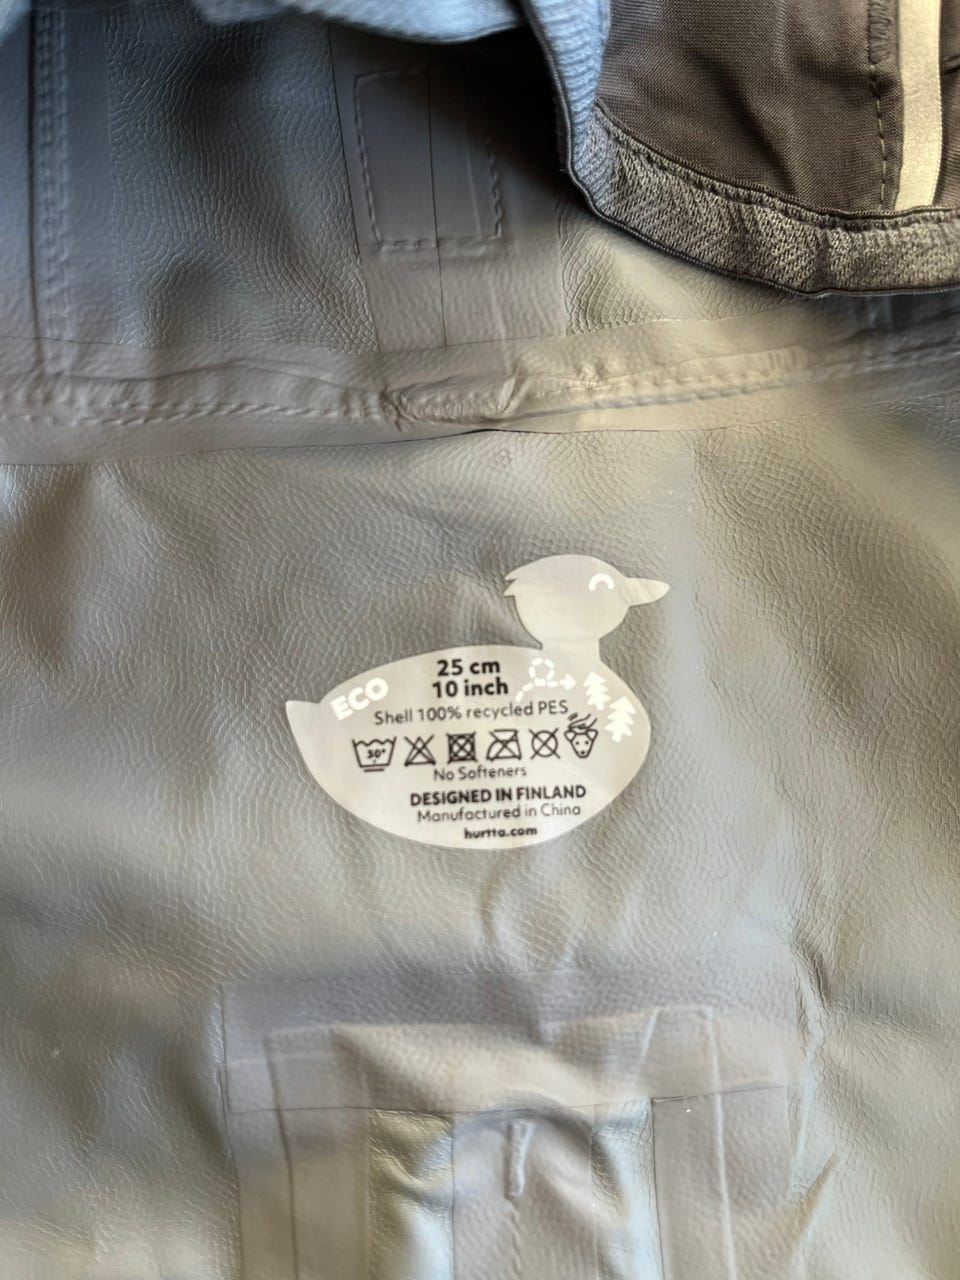 ECO
25 cm
10 inch
Shell 100% recycled PES
30°
No Softeners
DESIGNED IN FINLAND
Manufactured in China
hurtta.com